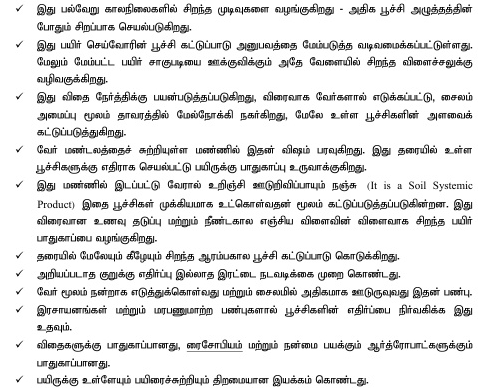 ✓ இது பல்வேறு காலநிலைகளில் சிறந்த முடிவுகளை வழங்குகிறது - அதிக பூச்சி அழுத்தத்தின்
போதும் சிறப்பாக செயல்படுகிறது.
✓ இது பயிர் செய்வோரின் பூச்சி கட்டுப்பாடு அனுபவத்தை மேம்படுத்த வடிவமைக்கப்பட்டுள்ளது.
மேலும் மேம்பட்ட பயிர் சாகுபடியை ஊக்குவிக்கும் அதே வேளையில் சிறந்த விளைச்சலுக்கு
வழிவகுக்கிறது.
✓ இது விதை நேர்த்திக்கு பயன்படுத்தப்படுகிறது, விரைவாக வேர்களால் எடுக்கப்பட்டு, சைலம்
அமைப்பு மூலம் தாவரத்தில் மேல்நோக்கி நகர்கிறது, மேலே உள்ள பூச்சிகளின் அளவைக்
கட்டுப்படுத்துகிறது.
✓ வேர் மண்டலத்தைச் சுற்றியுள்ள மண்ணில் இதன் விஷம் பரவுகிறது. இது தரையில் உள்ள
பூச்சிகளுக்கு எதிராக செயல்பட்டு பயிருக்கு பாதுகாப்பு உருவாக்குகிறது.
✓ இது மண்ணில் இடப்பட்டு வேரால் உறிஞ்சி ஊடுறிவிப்பாயும் நஞ்சு (It is a Soil Systemic
Product) இதை பூச்சிகள் முக்கியமாக உட்கொள்வதன் மூலம் கட்டுப்படுத்தப்படுகின்றன. இது
விரைவான உணவு தடுப்பு மற்றும் நீண்டகால எஞ்சிய விளைவின் விளைவாக சிறந்த பயிர்
பாதுகாப்பை வழங்குகிறது.
✓ தரையில் மேலேயும் கீழேயும் சிறந்த ஆரம்பகால பூச்சி கட்டுப்பாடு கொடுக்கிறது.
✓ அறியப்படாத குறுக்கு எதிர்ப்பு இல்லாத இரட்டை நடவடிக்கை முறை கொண்டது.
✓ வேர் மூலம் நன்றாக எடுத்துக்கொள்வது மற்றும் சைலமில் அதிகமாக ஊடுருவுவது இதன் பண்பு.
✓ இரசாயனங்கள் மற்றும் மரபணுமாற்ற பண்புகளால் பூச்சிகளின் எதிர்ப்பை நிர்வகிக்க இது
உதவும்.
✓ விதைகளுக்கு பாதுகாப்பானது, ரைசோபியம் மற்றும் நன்மை பயக்கும் ஆர்த்ரோபாட்களுக்கும்
பாதுகாப்பானது.
✓ பயிருக்கு உள்ளேயும் பயிரைச்சுற்றியும் திறமையான இயக்கம் கொண்டது.